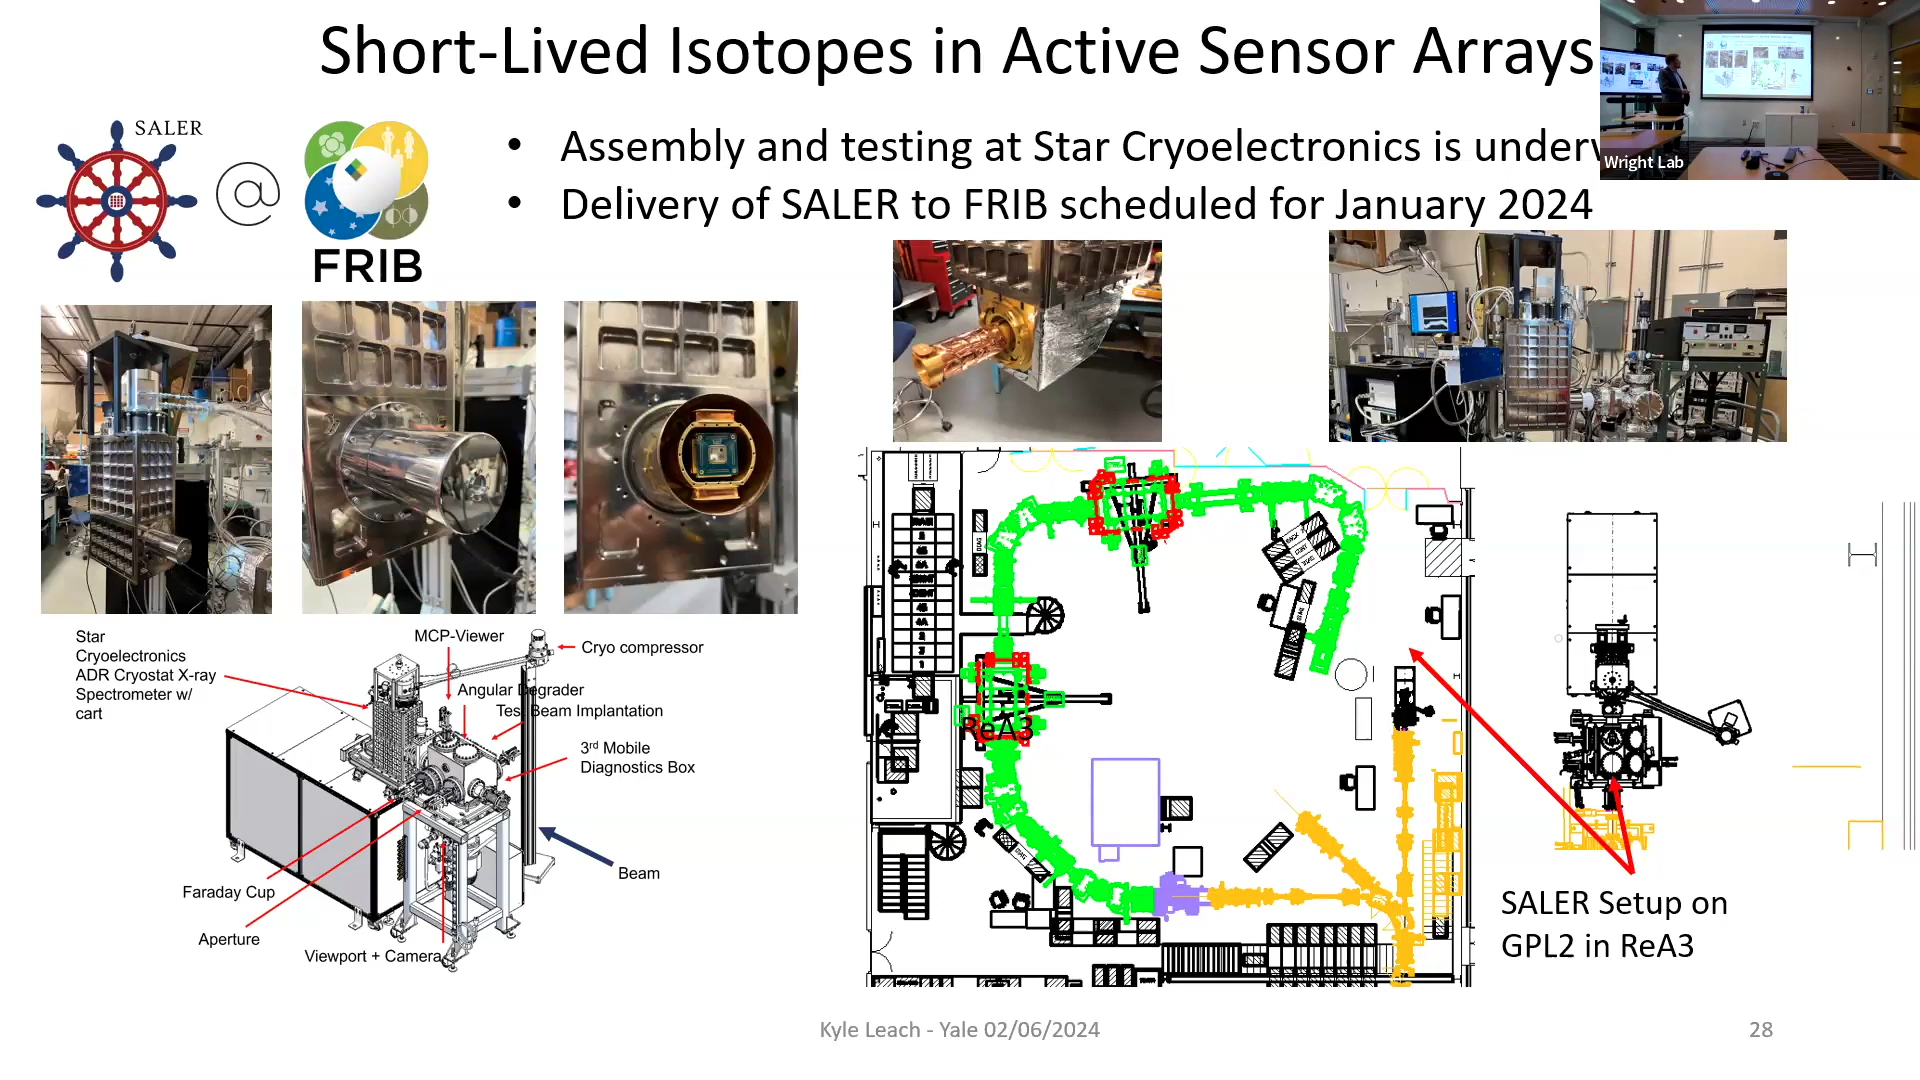 Short-Lived Isotopes in Active Sensor Arrays
SALER
@
FRIB
• Assembly and testing at Star Cryoelectronics is
• Delivery of SALER to FRIB scheduled for January 2024
Wright Lab
Star
Cryoelectronics
ADR Cryostat X-ray
Spectrometer w/
cart
MCP-Viewer
Cryo compressor
Angular Degrader
Test Beam Implantation
3rd Mobile
Diagnostics Box
Beam
Faraday Cup
Aperture
Viewport + Camera
ReA3
SALER Setup on
GPL2 in ReA3
Kyle Leach - Yale 02/06/2024
28